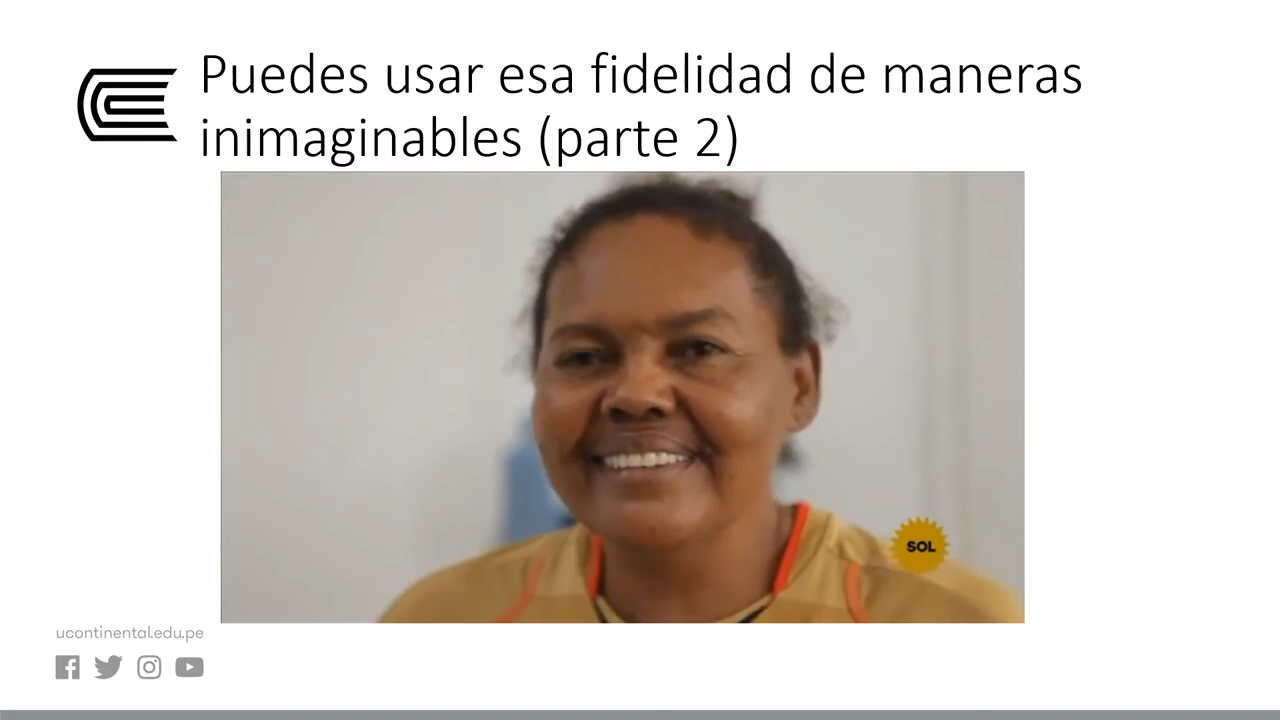 Puedes usar esa fidelidad de maneras
inimaginables (parte 2)
SOL
ucontinental.edu.pe